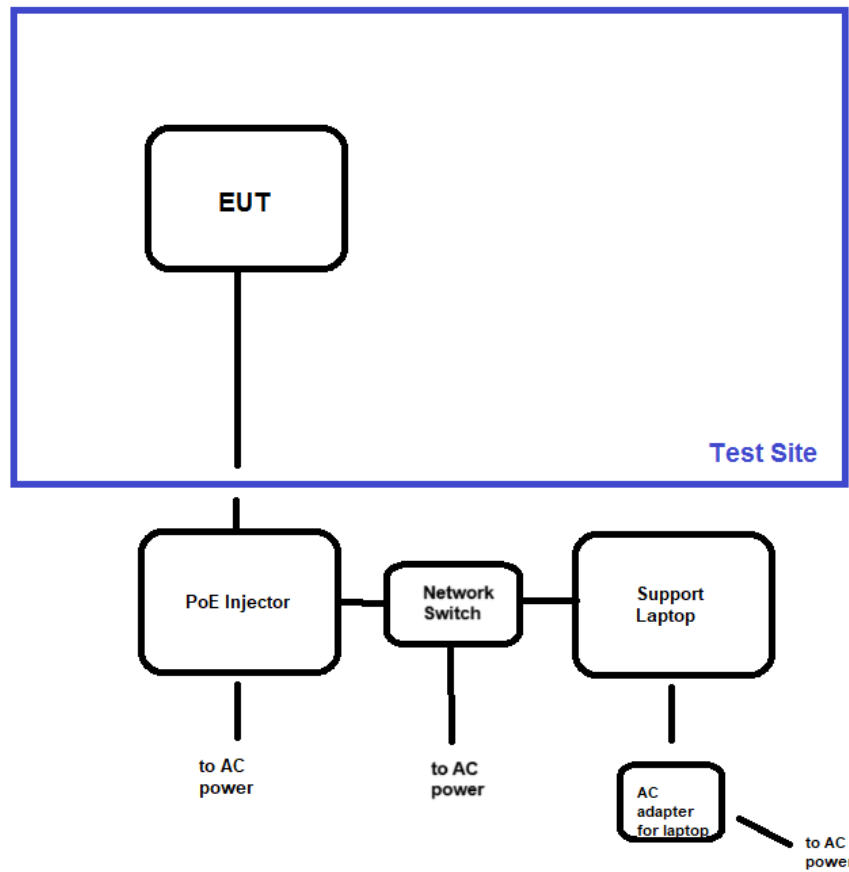 EUT
Test Site
PoE Injector
Network
Switch
Support
Laptop
to AC
power
to AC
power
AC
adapter
for laptop
to AC
power